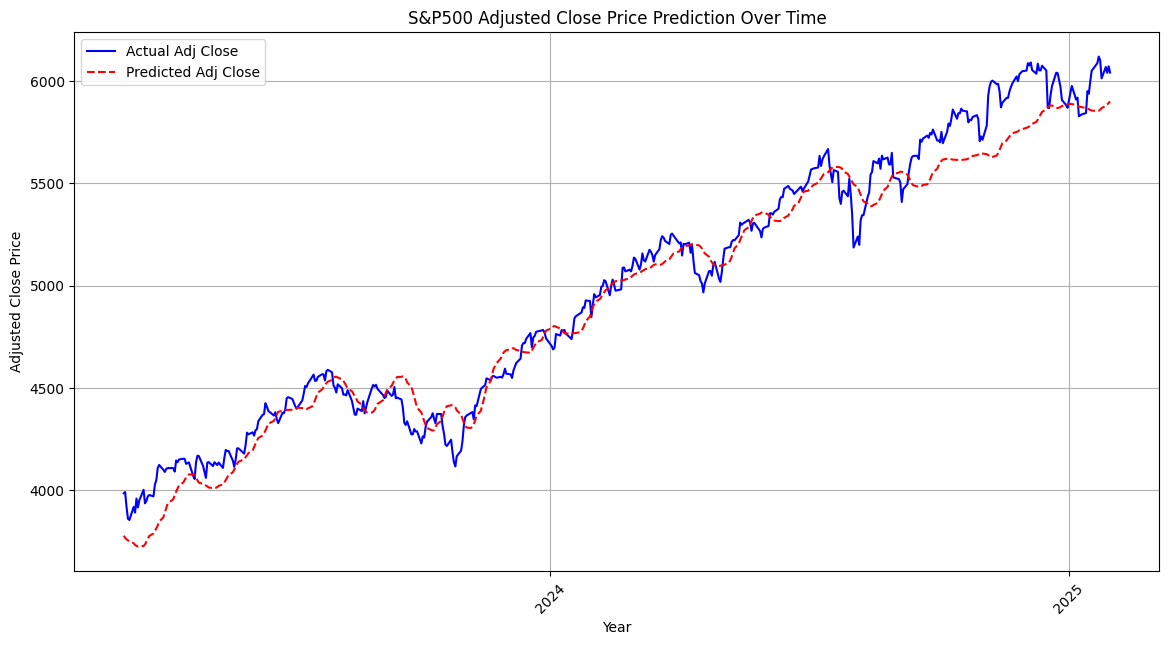 S&P500 Adjusted Close Price Prediction Over Time
Actual Adj Close
Predicted Adj Close
Adjusted Close Price
6000
5500
5000
4500
4000
2024
2025
Year